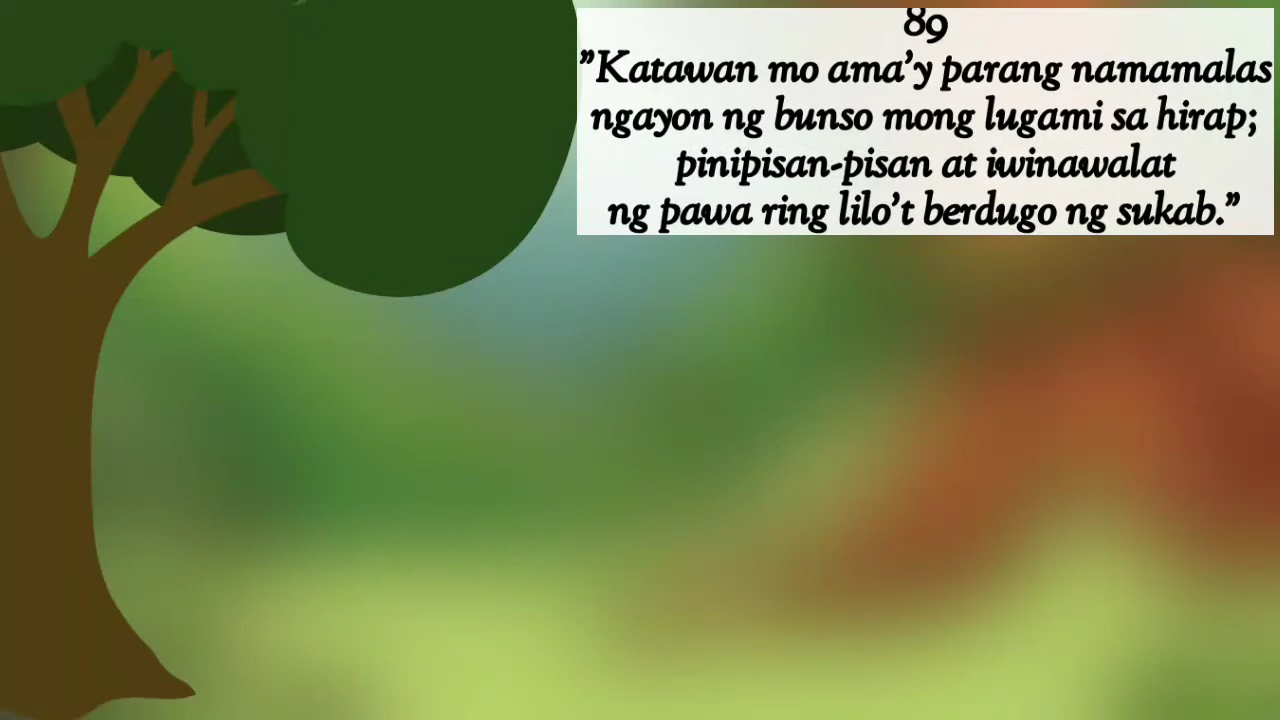 89
”Katawan mo ama’y parang namamalas
ngayon ng bunso mong lugami sa hirap;
pinipisan-pisan at iwinawalat
ng pawa ring lilo’t berdugo ng sukab.”